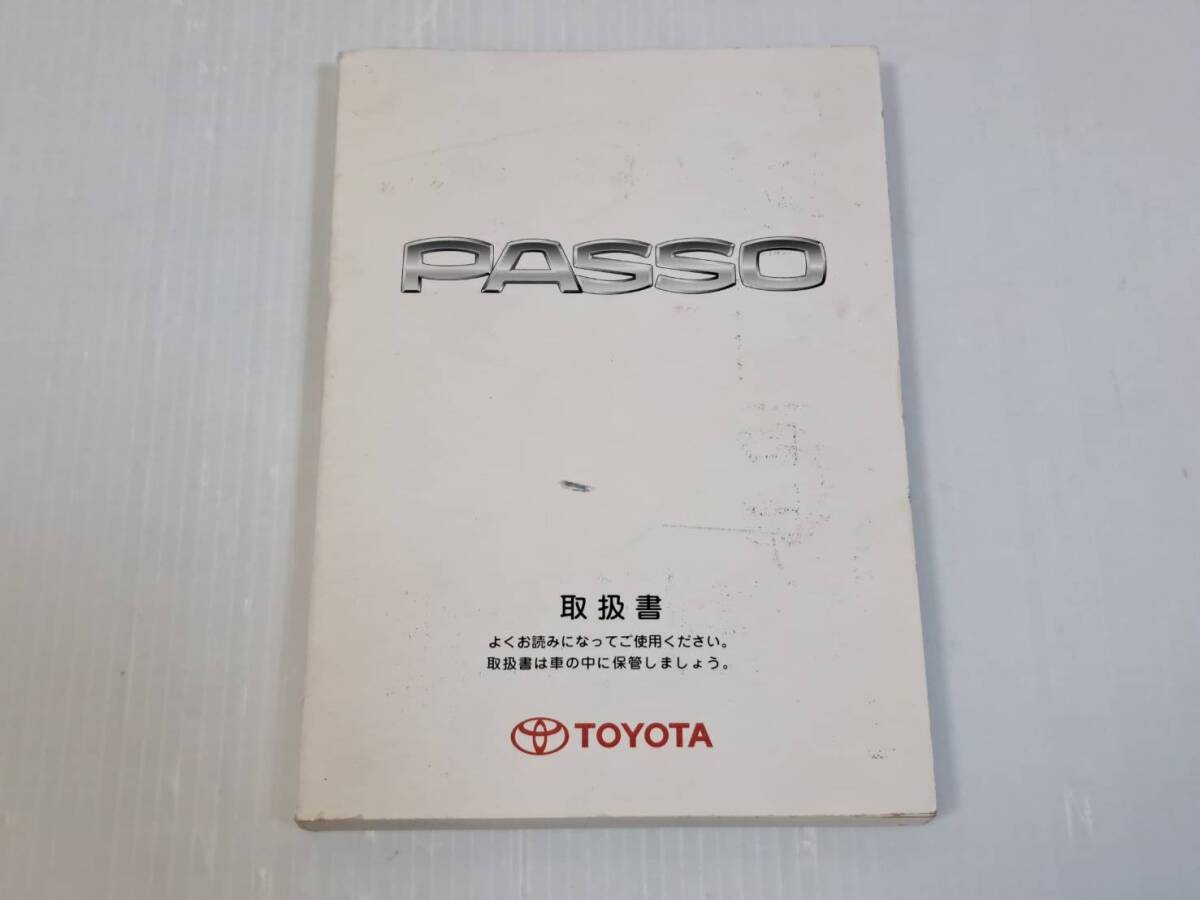 PASSO
取扱書
よくお読みになってご使用ください。
取扱書は車の中に保管しましょう。
TOYOTA